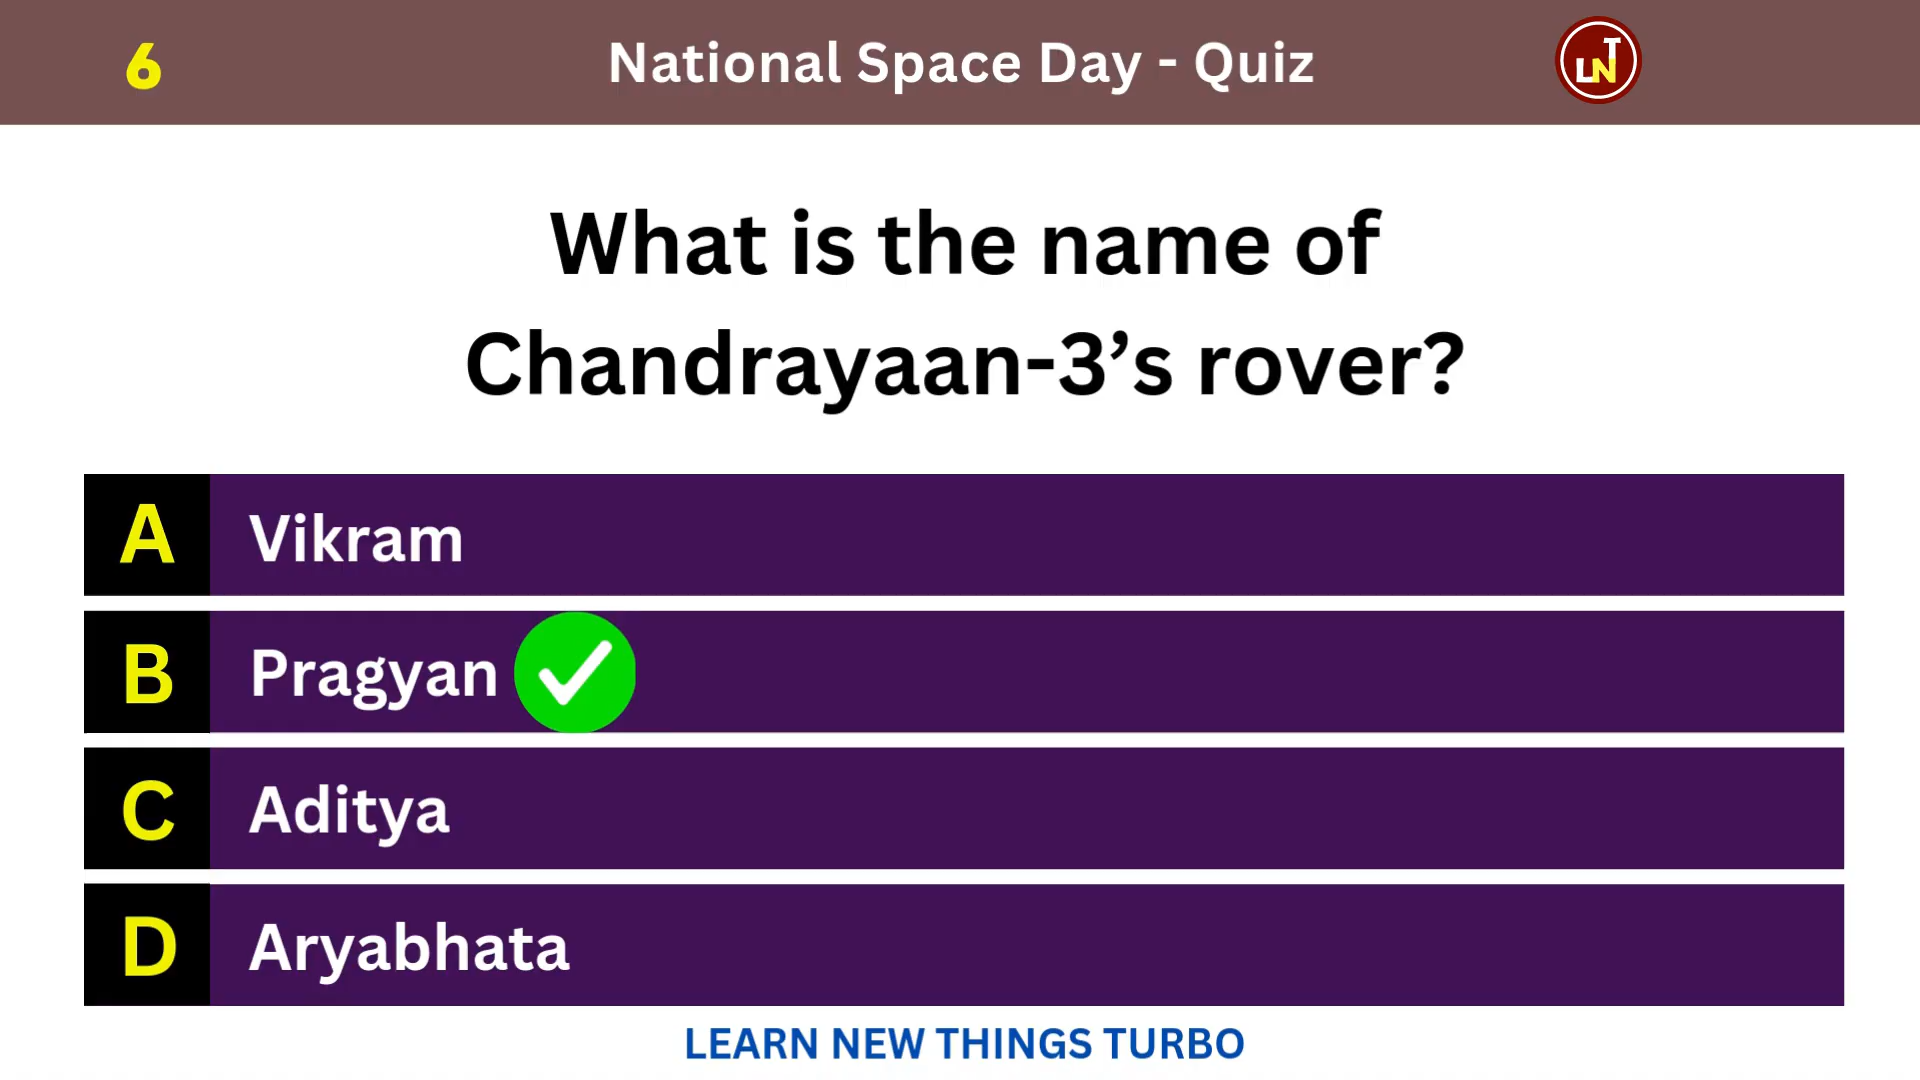 6
National Space Day - Quiz
LNT
What is the name of
Chandrayaan-3’s rover?
A Vikram
B Pragyan
C Aditya
D Aryabhata
LEARN NEW THINGS TURBO